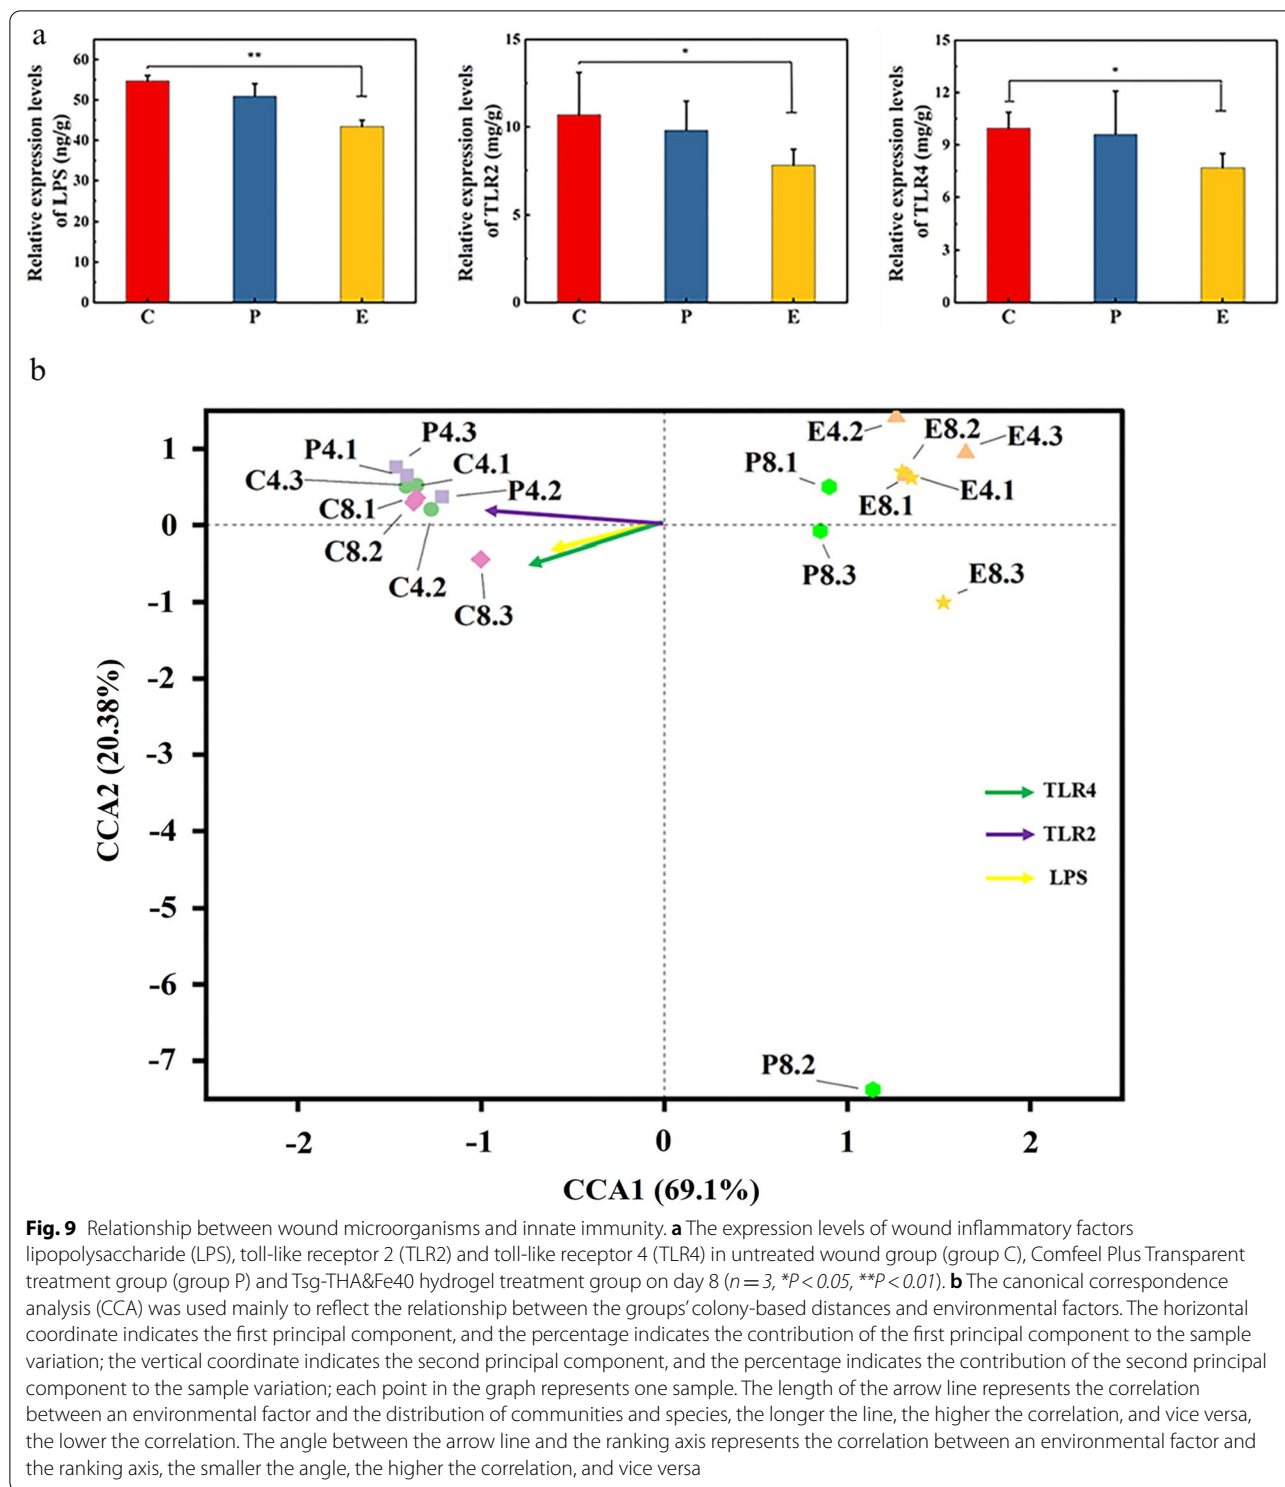 a
Relative expression levels
of LPS (ng/g)
60
50
40
30
20
10
0
**
C P E
Relative expression levels
of TLR2 (mg/g)
15
10
5
0
*
C P E
Relative expression levels
of TLR4 (mg/g)
15
12
9
6
3
0
*
C P E
b
CCA2 (20.38%)
1
0
-1
-2
-3
-4
-5
-6
-7
P4.3
P4.1
C4.1
C4.3
P4.2
C8.1
C8.2
C4.2
C8.3
E4.2
E8.2
E4.3
P8.1
E4.1
E8.1
P8.3
E8.3
TLR4
TLR2
LPS
P8.2
-2 -1 0 1 2
CCA1 (69.1%)
Fig. 9 Relationship between wound microorganisms and innate immunity. a The expression levels of wound inflammatory factors
lipopolysaccharide (LPS), toll-like receptor 2 (TLR2) and toll-like receptor 4 (TLR4) in untreated wound group (group C), Comfeel Plus Transparent
treatment group (group P) and Tsg-THA&Fe40 hydrogel treatment group on day 8 (n = 3, *P < 0.05, **P < 0.01). b The canonical correspondence
analysis (CCA) was used mainly to reflect the relationship between the groups' colony-based distances and environmental factors. The horizontal
coordinate indicates the first principal component, and the percentage indicates the contribution of the first principal component to the sample
variation; the vertical coordinate indicates the second principal component, and the percentage indicates the contribution of the second principal
component to the sample variation; each point in the graph represents one sample. The length of the arrow line represents the correlation
between an environmental factor and the distribution of communities and species, the longer the line, the higher the correlation, and vice versa,
the lower the correlation. The angle between the arrow line and the ranking axis represents the correlation between an environmental factor and
the ranking axis, the smaller the angle, the higher the correlation, and vice versa